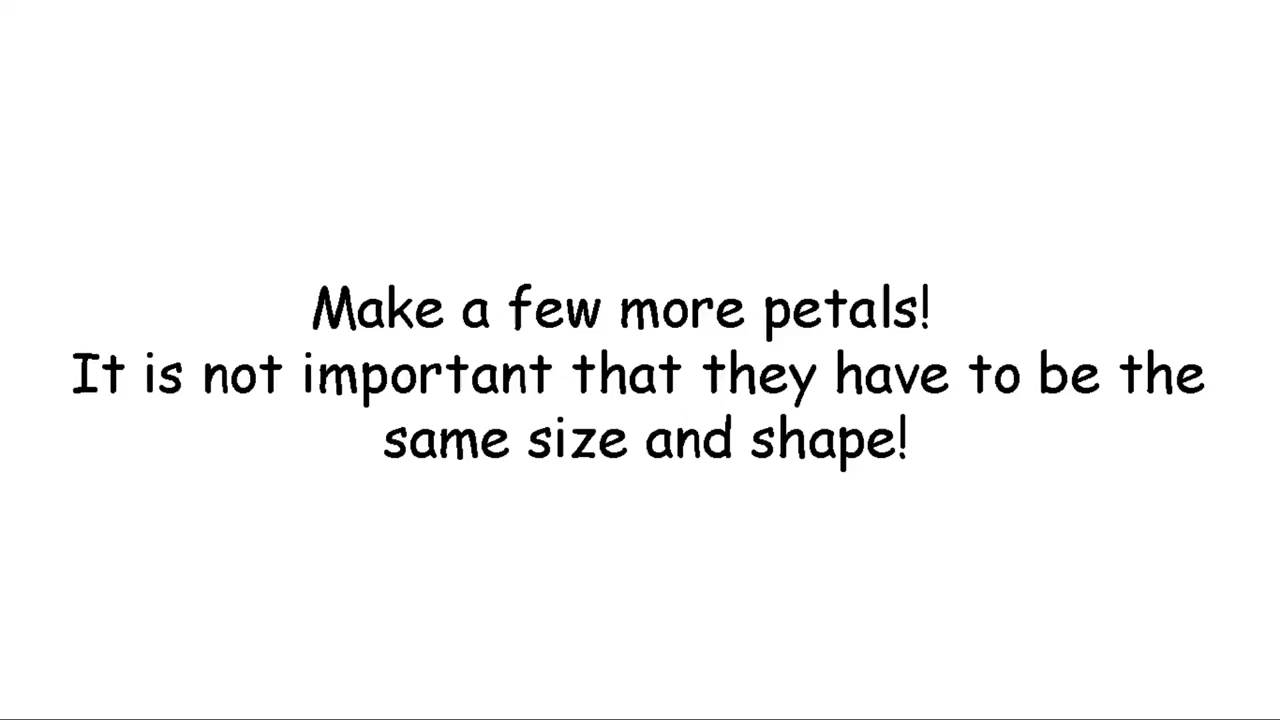 Make a few more petals!
It is not important that they have to be the
same size and shape!